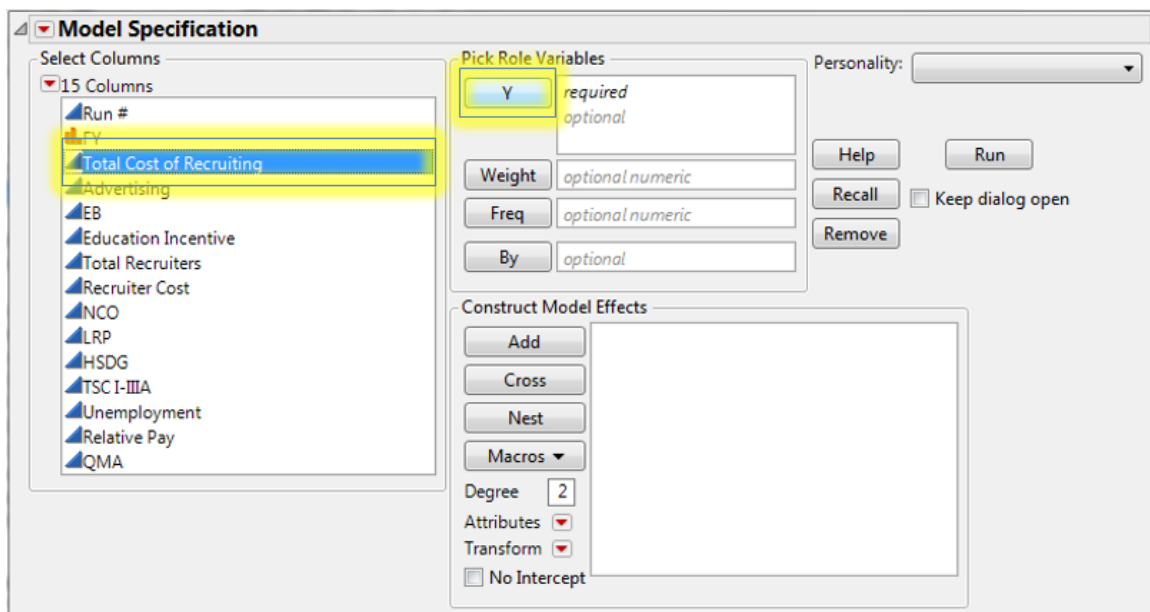 Model Specification
Select Columns
15 Columns
Run #
FY
Total Cost of Recruiting
Advertising
EB
Education Incentive
Total Recruiters
Recruiter Cost
NCO
LRP
HSDG
TSC I-IIIA
Unemployment
Relative Pay
QMA
Pick Role Variables
Y required
optional
Weight optional numeric
Freq optional numeric
By optional
Personality:
Help Run
Recall Keep dialog open
Remove
Construct Model Effects
Add
Cross
Nest
Macros
Degree 2
Attributes
Transform
No Intercept